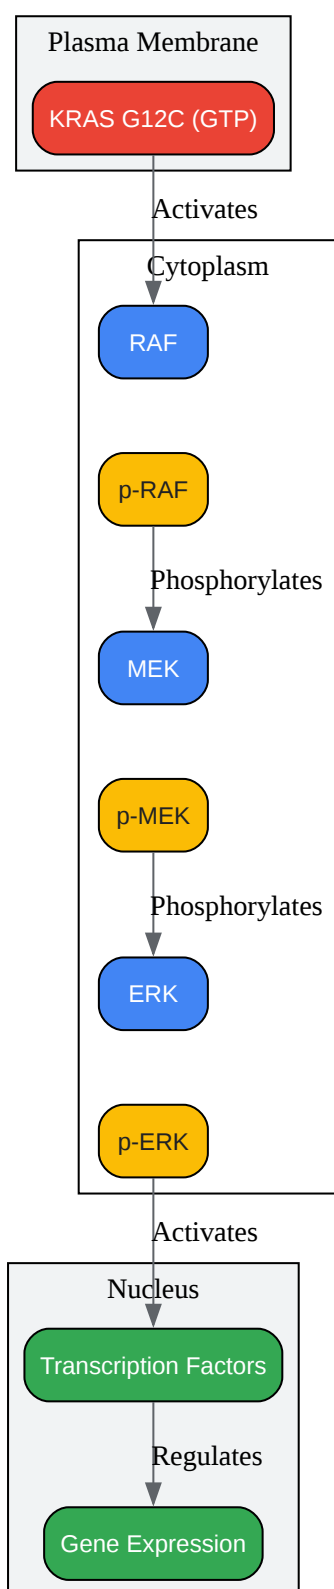 Plasma Membrane
KRAS G12C (GTP)
Activates
Cytoplasm
RAF
p-RAF
Phosphorylates
MEK
p-MEK
Phosphorylates
ERK
p-ERK
Activates
Nucleus
Transcription Factors
Regulates
Gene Expression